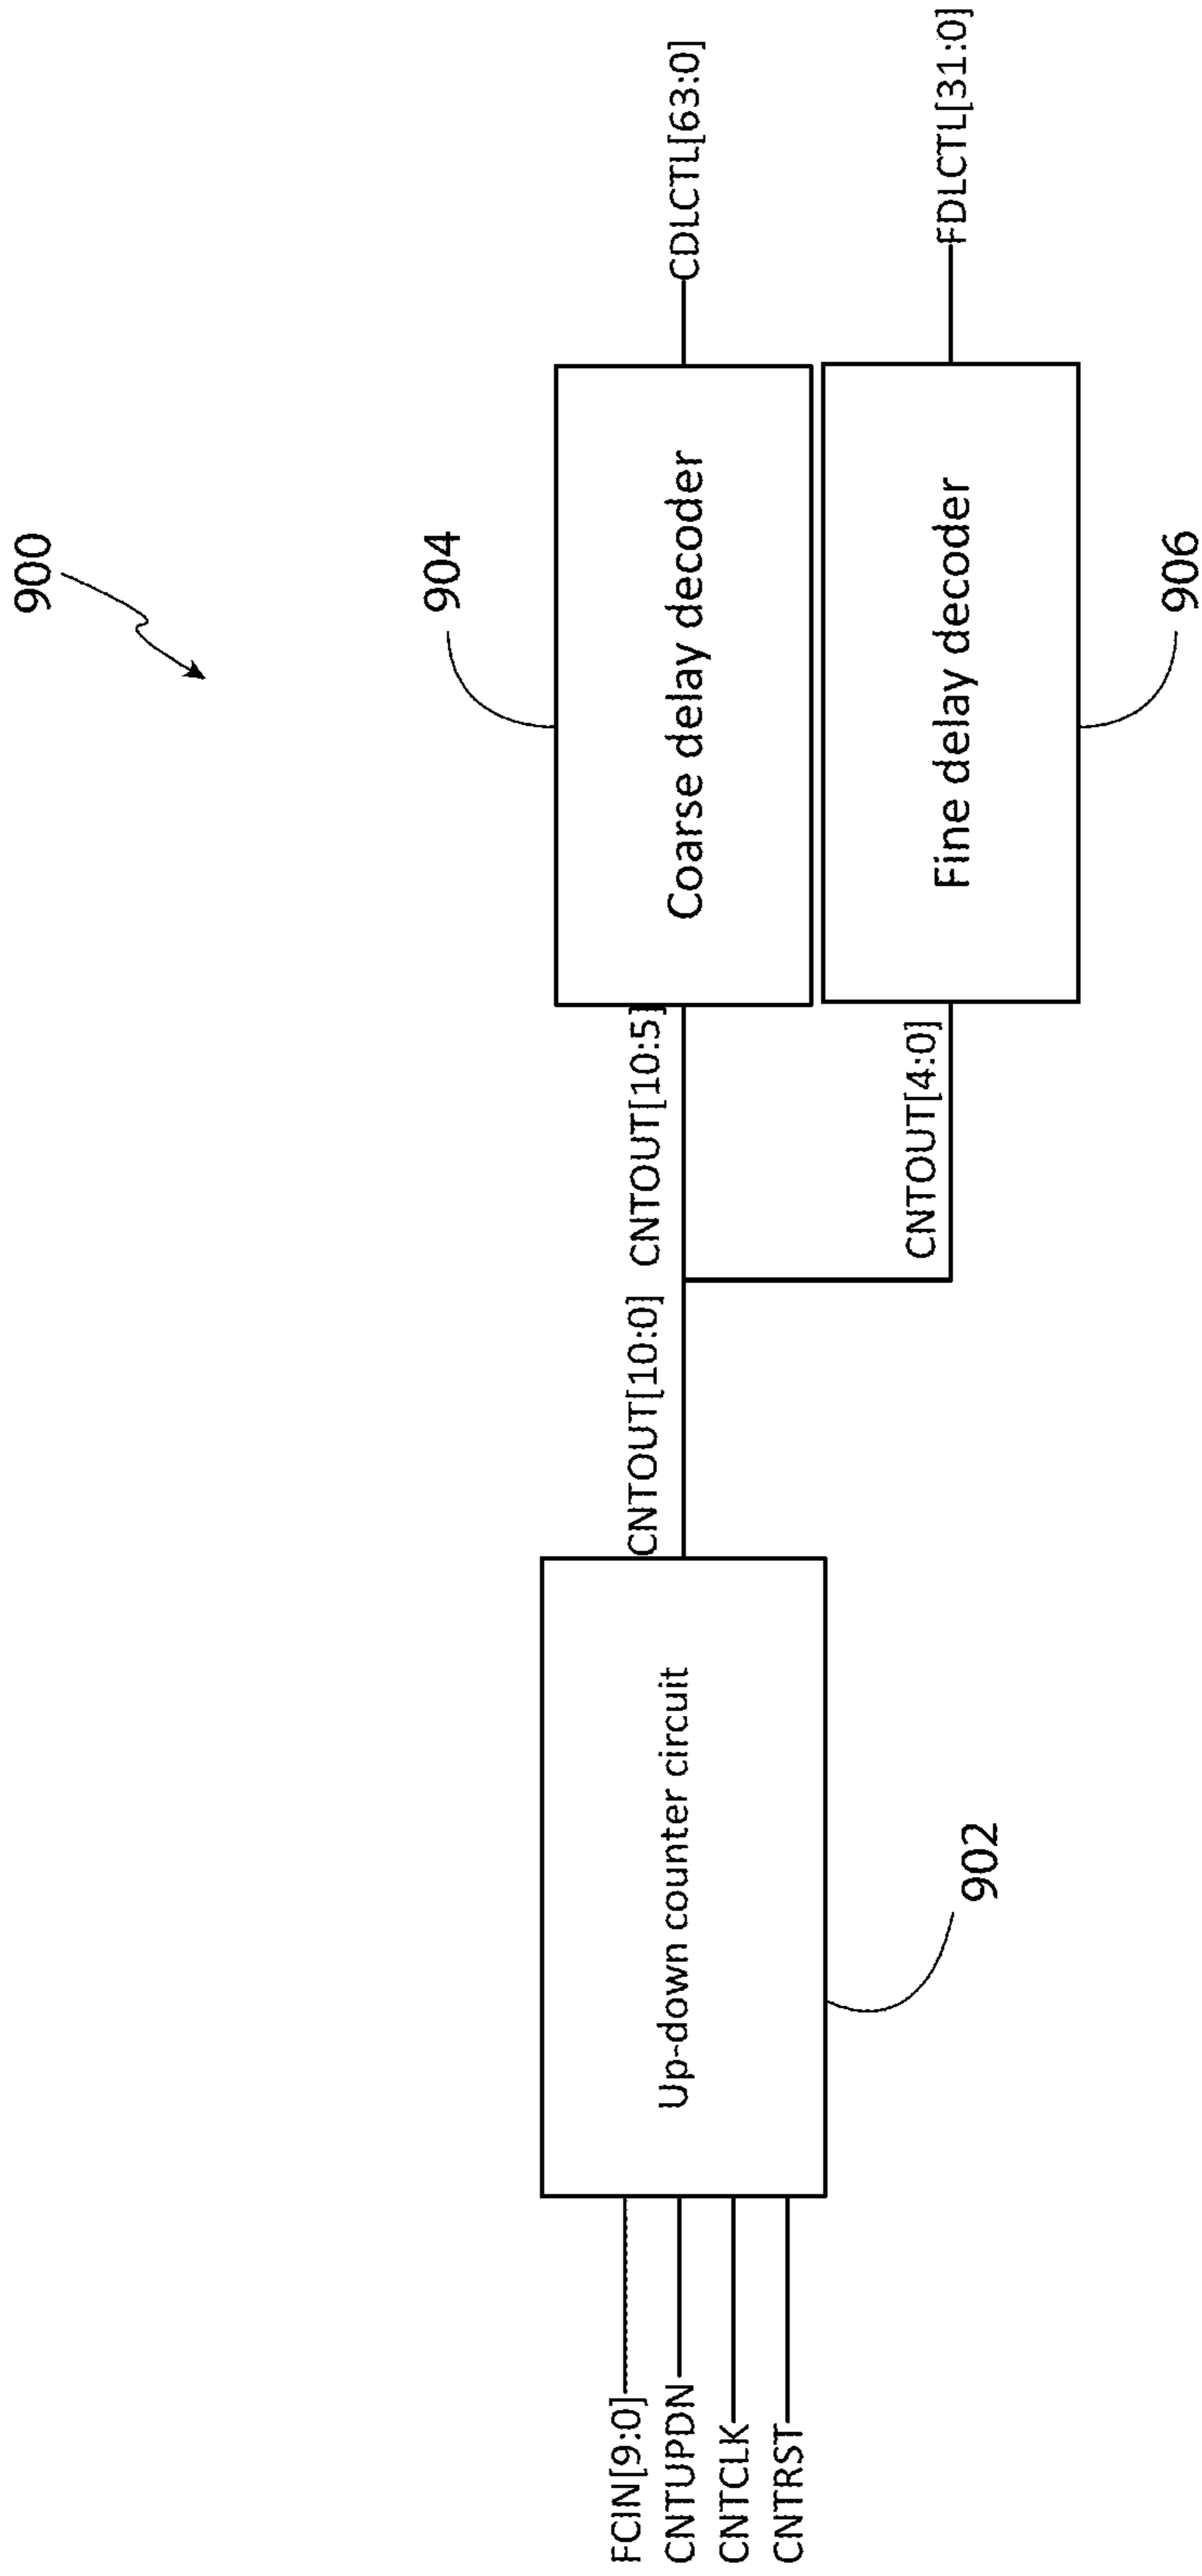 900
904
Coarse delay decoder
CDLCTL[63:0]
CNTOUT[10:0]
CNTOUT[10:5]
FCIN[9:0]
CNTUPDN
CNTCLK
CNTRST
Up-down counter circuit
902
CNTOUT[4:0]
Fine delay decoder
FDLCTL[31:0]
906